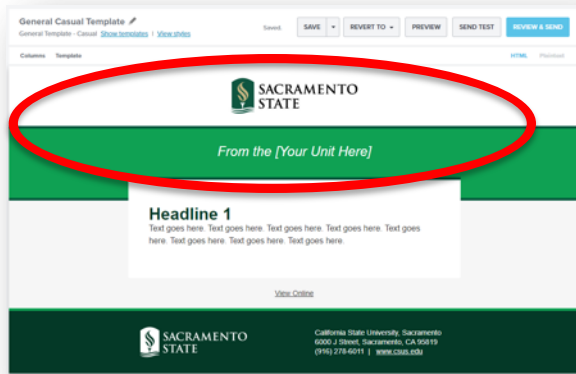 General Casual Template
General Template - Casual Show templates | View styles
Saved.
SAVE
REVERT TO
PREVIEW
SEND TEST
REVIEW & SEND
Columns Template
HTML Plaintext
SACRAMENTO
STATE
From the [Your Unit Here]
Headline 1
Text goes here. Text goes here. Text goes here. Text goes here. Text goes
here. Text goes here. Text goes here. Text goes here.
View Online
SACRAMENTO
STATE
California State University, Sacramento
6000 J Street, Sacramento, CA 95819
(916) 278-6011 | www.csus.edu